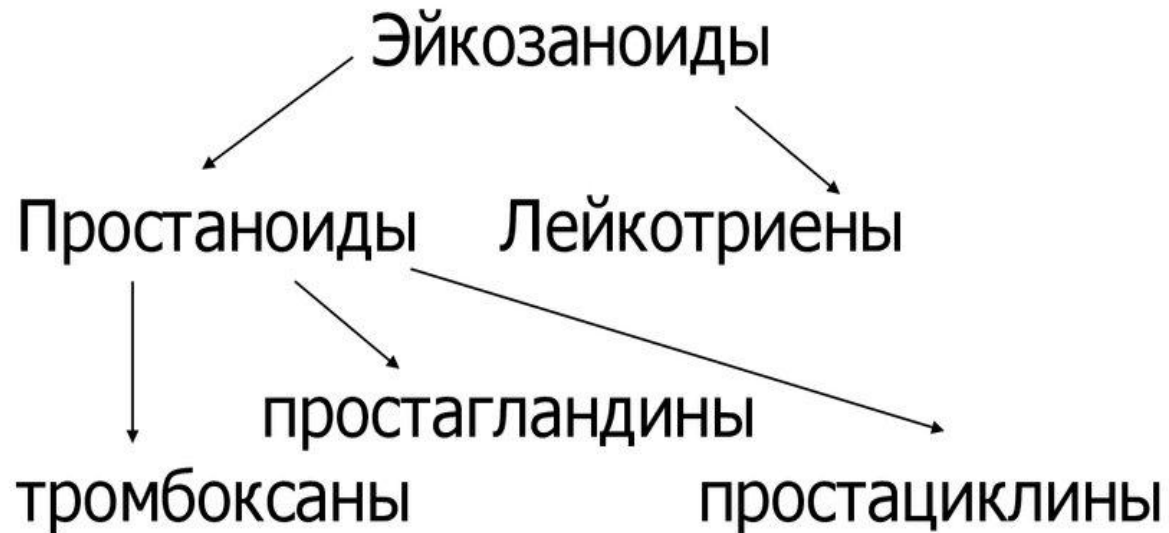 Эйкозаноиды
Простаноиды Лейкотриены
простагландины
тромбоксаны простациклины